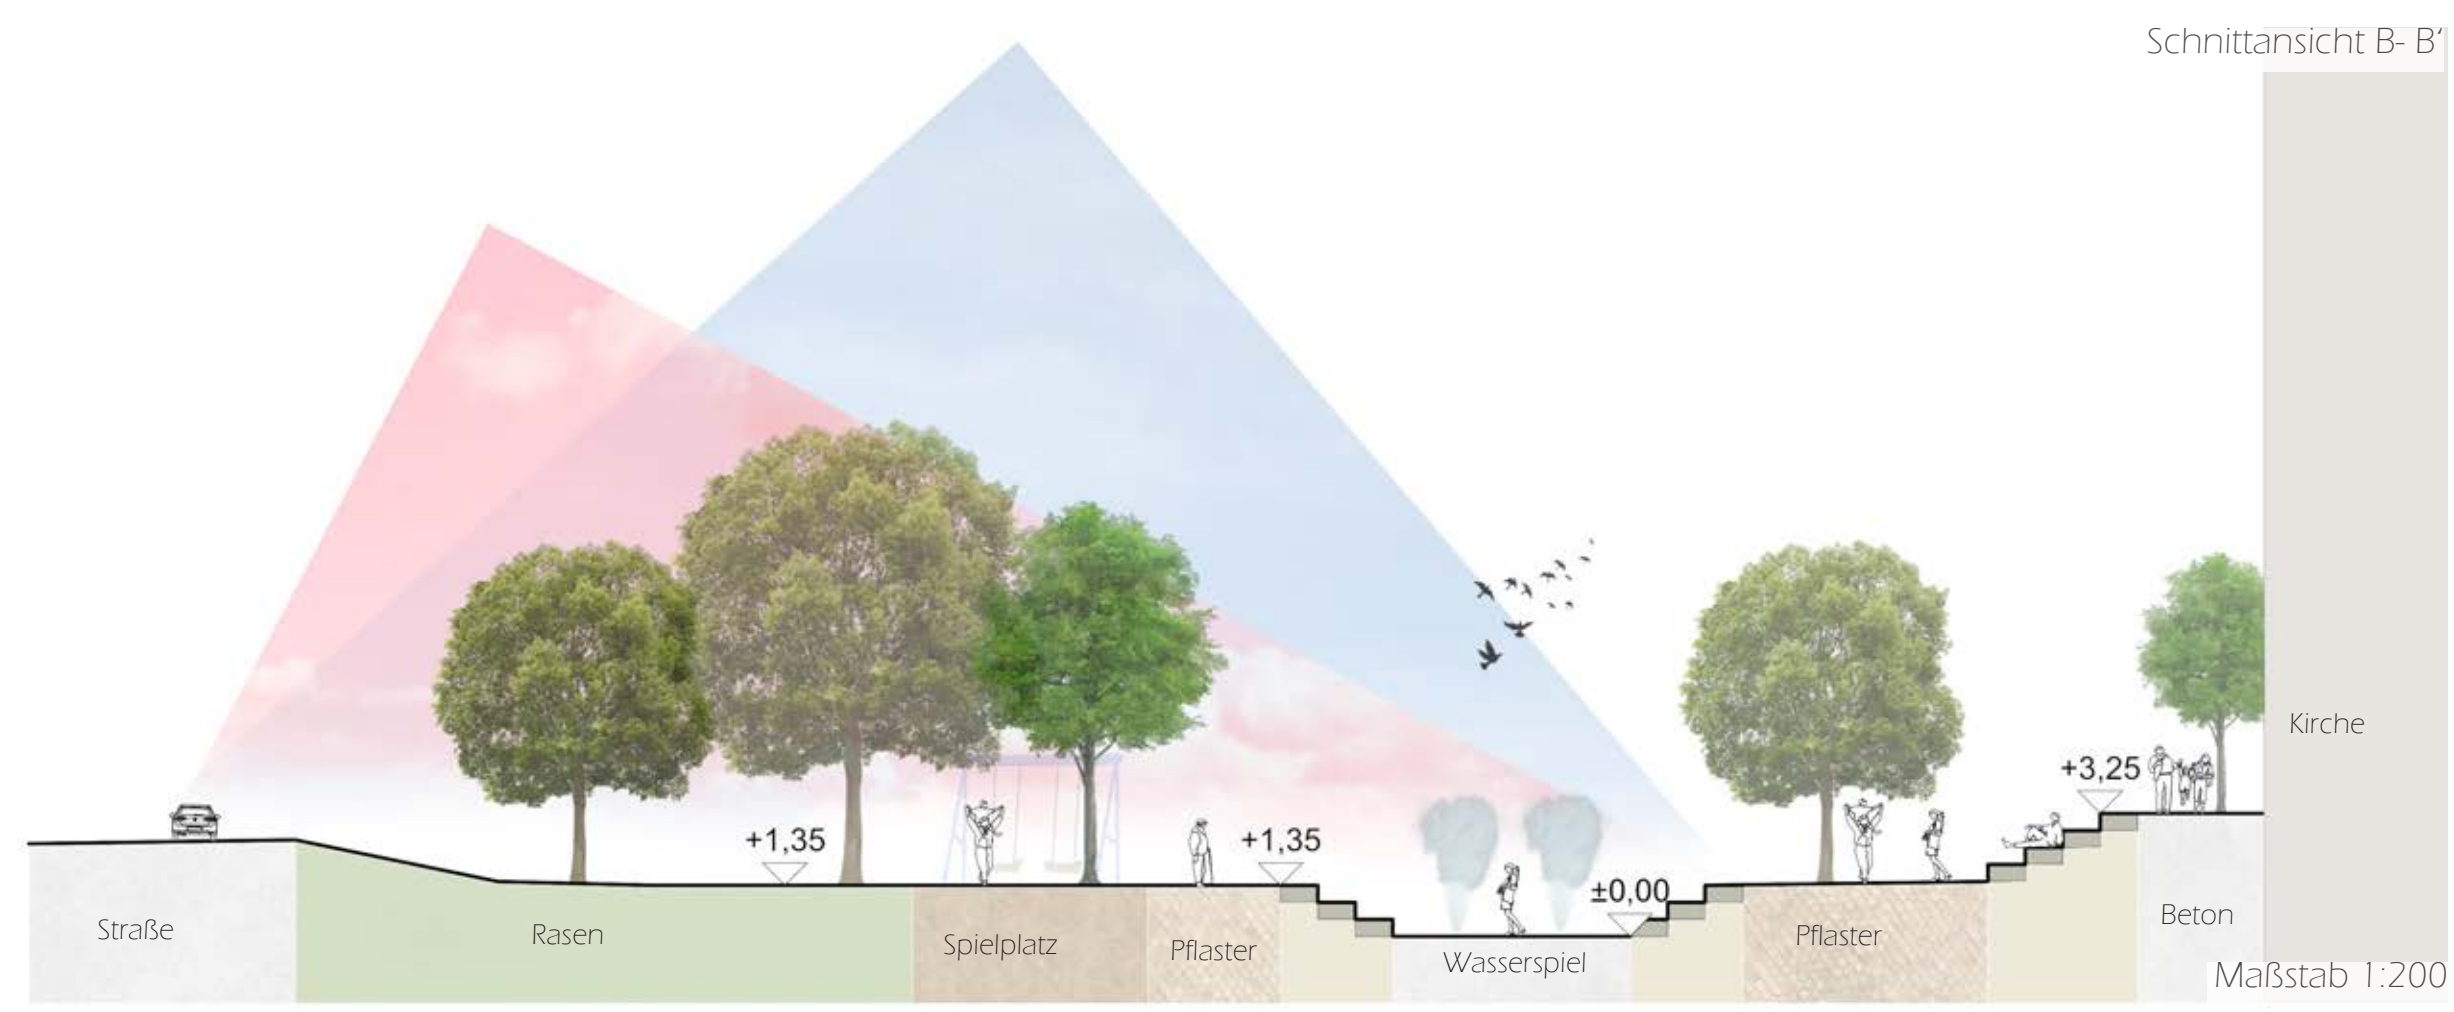 Schnittansicht B- B‘
Kirche
+3,25
+1,35
+1,35
±0,00
Straße
Rasen
Spielplatz
Pflaster
Wasserspiel
Pflaster
Beton
Maßstab 1:200